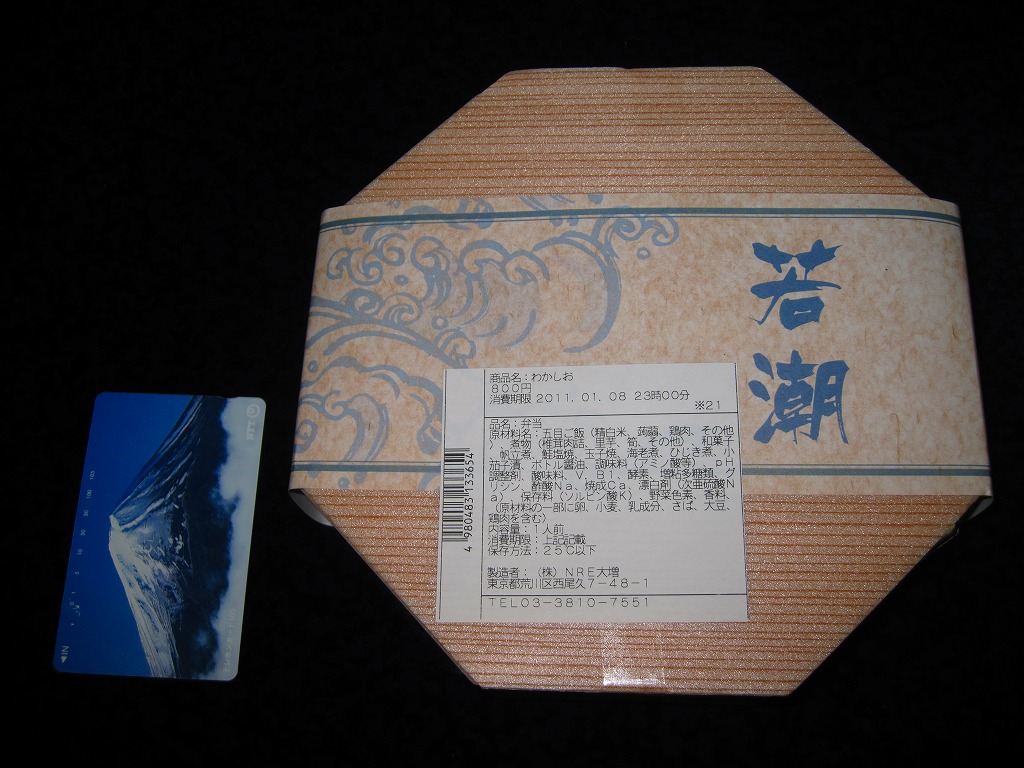 若潮
商品名：わかしお
８００円
消費期限 2011. 01. 08 23時00分
※21
品名：弁当
原材料名：五目ご飯（精白米、蒟蒻、鶏肉、その他
）、煮物（椎茸肉詰、里芋、筍、その他）、和菓子
、帆立煮、鮭塩焼、玉子焼、海老煮、ひじき煮、小
茄子漬、ボトル醤油、調味料（アミノ酸等）、ｐＨ
調整剤、酸味料、Ｖ．Ｂ１、酵素、増粘多糖類、グ
リシン、酢酸Ｎａ、焼成Ｃａ、漂白剤（次亜硫酸Ｎ
ａ）、保存料（ソルビン酸Ｋ）、野菜色素、香料、
（原材料の一部に卵、小麦、乳成分、さば、大豆、
鶏肉を含む）
内容量：１人前
消費期限：上記記載
保存方法：２５℃以下
製造者：（株）ＮＲＥ大増
東京都荒川区西尾久７－４８－１
ＴＥＬ０３－３８１０－７５５１
4 980483 133654
IN